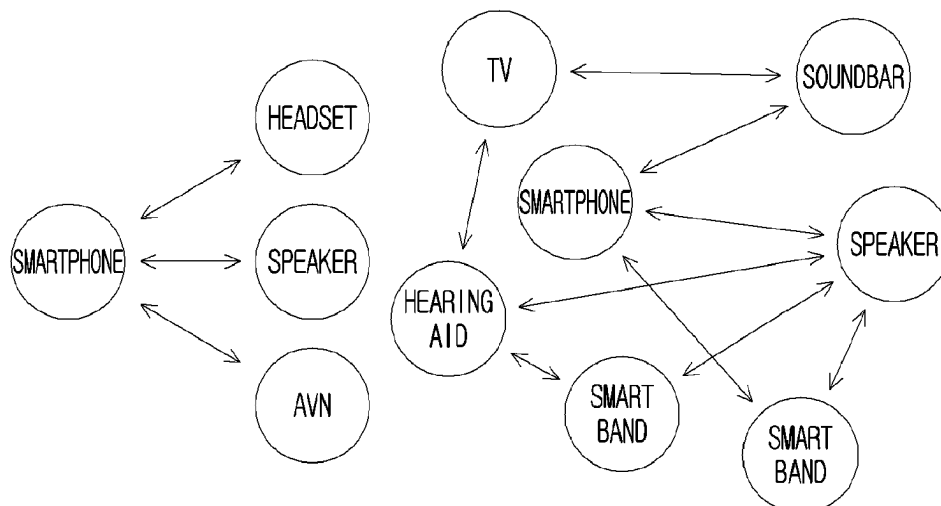 HEADSET
SMARTPHONE
SPEAKER
AVN
TV
SOUNDBAR
SMARTPHONE
SPEAKER
HEARING
AID
SMART
BAND
SMART
BAND